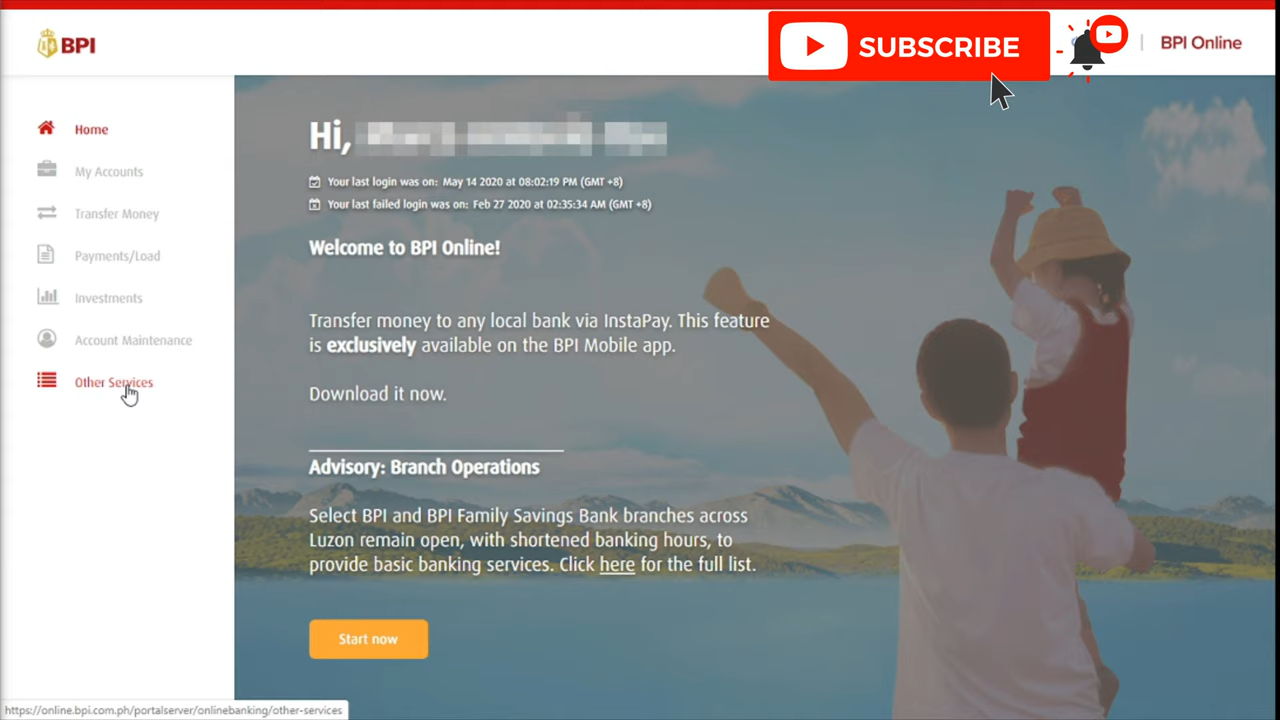 BPI
SUBSCRIBE
BPI Online
Home
My Accounts
Transfer Money
Payments/Load
Investments
Account Maintenance
Other Services
Hi,
Your last login was on: May 14 2020 at 08:02:19 PM (GMT +8)
Your last failed login was on: Feb 27 2020 at 02:35:34 AM (GMT +8)
Welcome to BPI Online!
Transfer money to any local bank via InstaPay. This feature
is exclusively available on the BPI Mobile app.
Download it now.
Advisory: Branch Operations
Select BPI and BPI Family Savings Bank branches across
Luzon remain open, with shortened banking hours, to
provide basic banking services. Click here for the full list.
Start now
https://online.bpi.com.ph/portalserver/onlinebanking/other-services